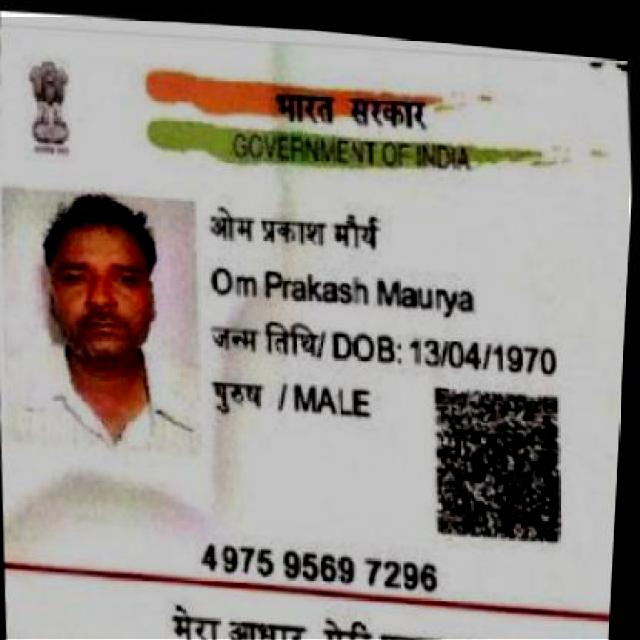 भारत सरकार
GOVERNMENT OF INDIA
ओम प्रकाश मौर्य
Om Prakash Maurya
जन्म तिथि/ DOB: 13/04/1970
पुरुष / MALE
4975 9569 7296
मेरा आधार, मेरी